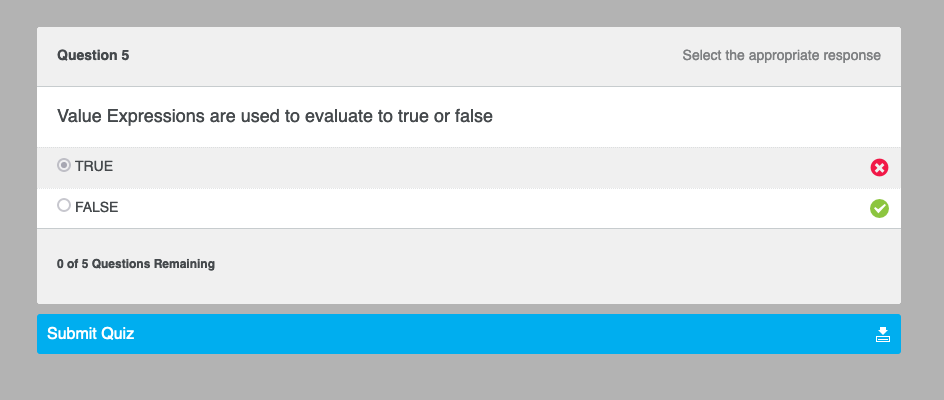 Question 5
Select the appropriate response
Value Expressions are used to evaluate to true or false
TRUE
FALSE
0 of 5 Questions Remaining
Submit Quiz